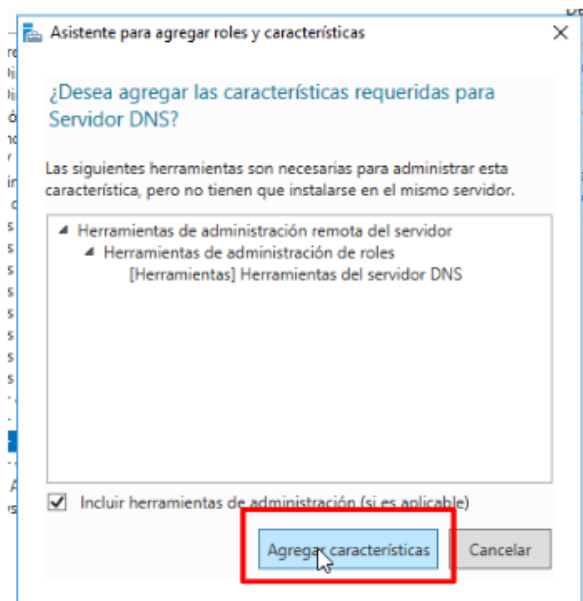 Asistente para agregar roles y características
¿Desea agregar las características requeridas para
Servidor DNS?
Las siguientes herramientas son necesarias para administrar esta
característica, pero no tienen que instalarse en el mismo servidor.
Herramientas de administración remota del servidor
Herramientas de administración de roles
[Herramientas] Herramientas del servidor DNS
Incluir herramientas de administración (si es aplicable)
Agregar características
Cancelar